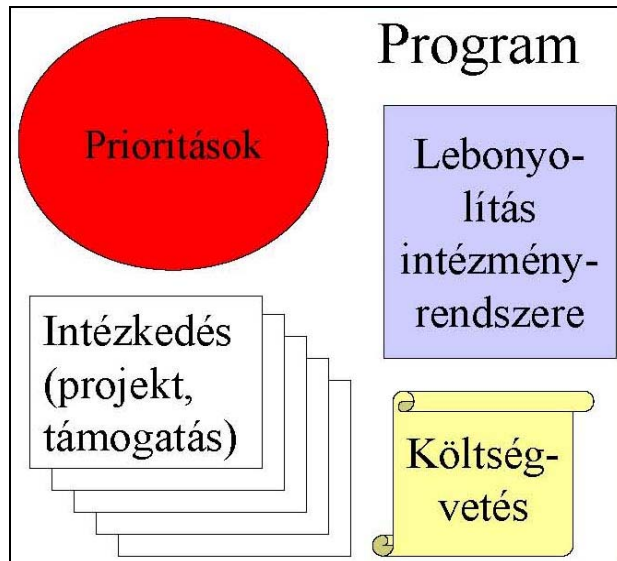 Program
Prioritások
Lebonyo-
lítás
intézmény-
rendszere
Intézkedés
(projekt,
támogatás)
Költség-
vetés